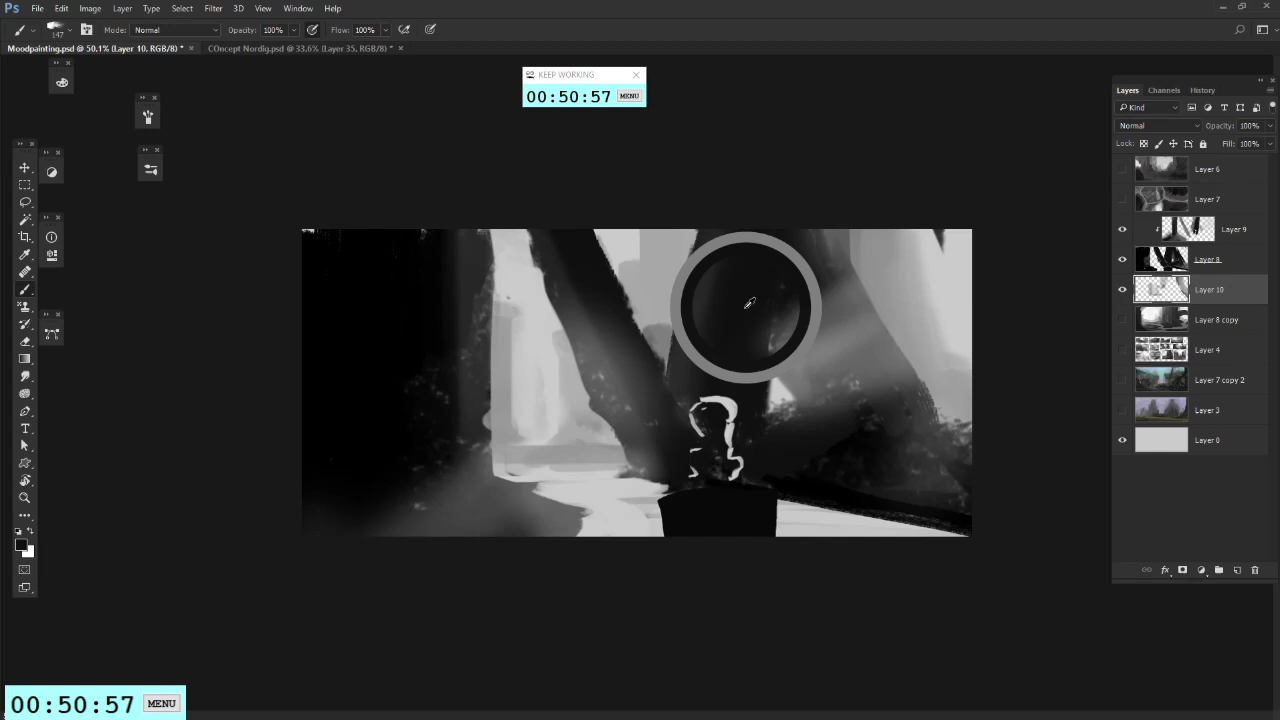 Ps File Edit Image Layer Type Select Filter 3D View Window Help
147 Mode: Normal Opacity: 100% Flow: 100%
Moodpainting.psd @ 50.1% (Layer 10, RGB/8) * × COncept Nordig.psd @ 33.6% (Layer 35, RGB/8) * ×
KEEP WORKING
00:50:57 MENU
Layers Channels History
Kind
Normal Opacity: 100%
Lock: Fill: 100%
Layer 6
Layer 7
Layer 9
Layer 8
Layer 10
Layer 8 copy
Layer 4
Layer 7 copy 2
Layer 3
Layer 0
fx
00:50:57 MENU